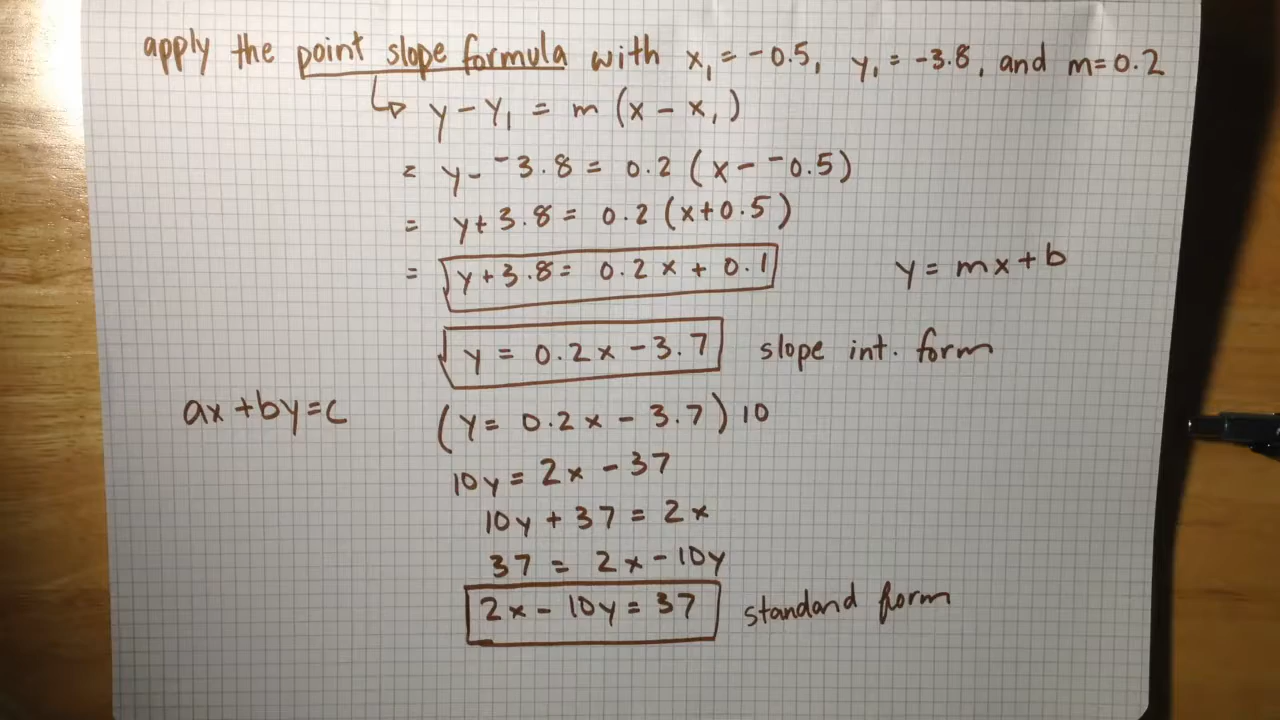 apply the point slope formula with x₁ = -0.5, y₁ = -3.8, and m=0.2
y - y₁ = m (x - x₁)
= y - ⁻3.8 = 0.2 (x - ⁻0.5)
= y + 3.8 = 0.2 (x+0.5)
= y + 3.8 = 0.2 x + 0.1
y = mx + b
y = 0.2 x - 3.7 slope int. form
ax + by = c
(y = 0.2 x - 3.7) 10
10y = 2x - 37
10y + 37 = 2x
37 = 2x - 10y
2x - 10y = 37 standard form